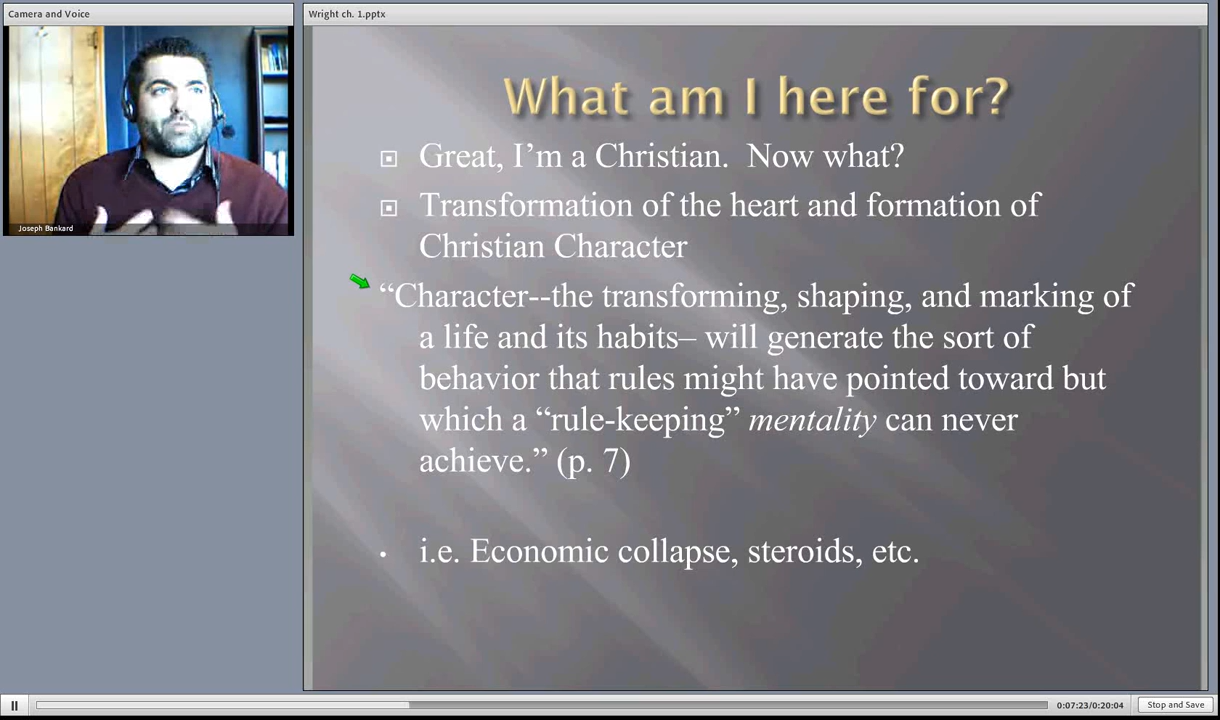 Camera and Voice
Joseph Bankard
Wright ch. 1.pptx
What am I here for?
Great, I’m a Christian.  Now what?
Transformation of the heart and formation of
Christian Character
“Character--the transforming, shaping, and marking of
a life and its habits– will generate the sort of
behavior that rules might have pointed toward but
which a “rule-keeping” mentality can never
achieve.” (p. 7)
i.e. Economic collapse, steroids, etc.
0:07:23/0:20:04
Stop and Save